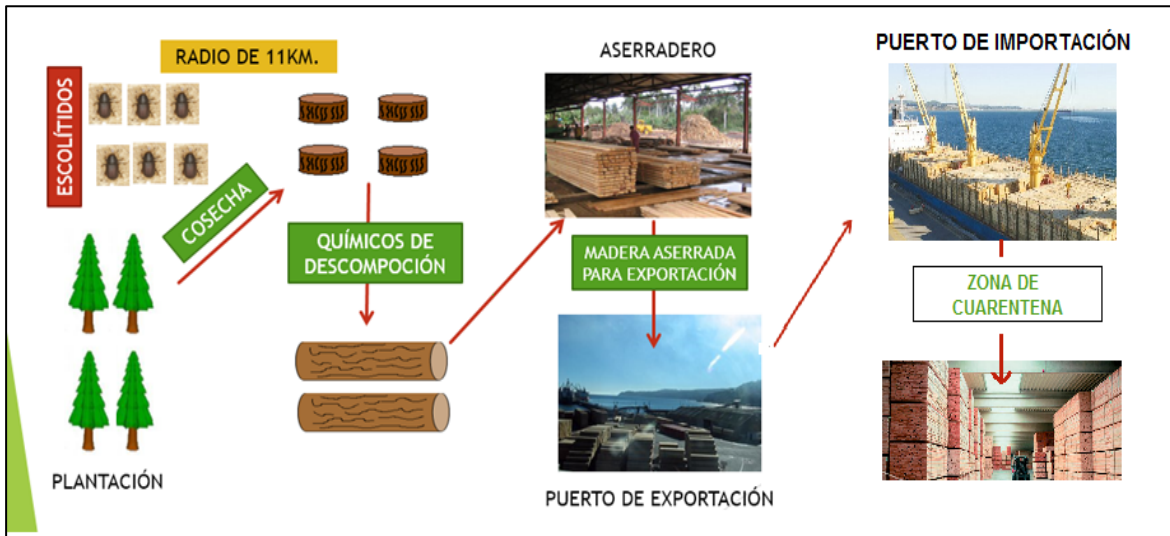 ESCOLÍTIDOS
RADIO DE 11KM.
COSECHA
PLANTACIÓN
QUÍMICOS DE
DESCOMPOCIÓN
ASERRADERO
MADERA ASERRADA
PARA EXPORTACIÓN
PUERTO DE EXPORTACIÓN
PUERTO DE IMPORTACIÓN
ZONA DE
CUARENTENA